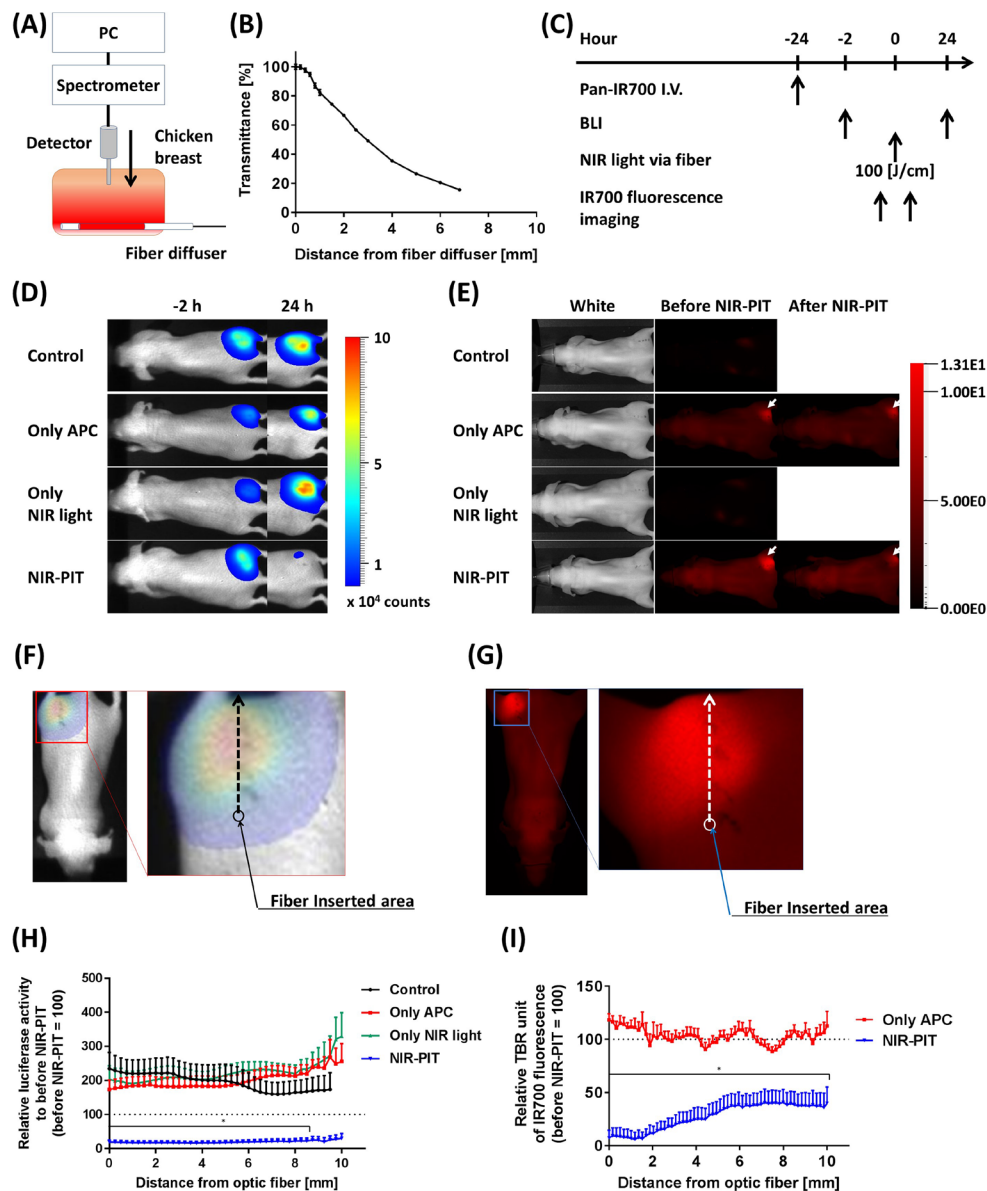 (A)
PC
Spectrometer
Detector
Chicken
breast
Fiber diffuser
(B)
Transmittance [%]
100
80
60
40
20
0
0 2 4 6 8 10
Distance from fiber diffuser [mm]
(C)
Hour -24 -2 0 24
Pan-IR700 I.V.
BLI
NIR light via fiber
100 [J/cm]
IR700 fluorescence
imaging
(D)
-2 h 24 h
Control
Only APC
Only
NIR light
NIR-PIT
10
5
1
x 10⁴ counts
(E)
White Before NIR-PIT After NIR-PIT
Control
Only APC
Only
NIR light
NIR-PIT
1.31E1
1.00E1
5.00E0
0.00E0
(F)
Fiber Inserted area
(G)
Fiber Inserted area
(H)
Relative luciferase activity
to before NIR-PIT
(before NIR-PIT = 100)
500
400
300
200
100
0
*
0 2 4 6 8 10
Distance from optic fiber [mm]
Control
Only APC
Only NIR light
NIR-PIT
(I)
Relative TBR unit
of IR700 fluorescence
(before NIR-PIT = 100)
150
100
50
0
*
0 2 4 6 8 10
Distance from optic fiber [mm]
Only APC
NIR-PIT